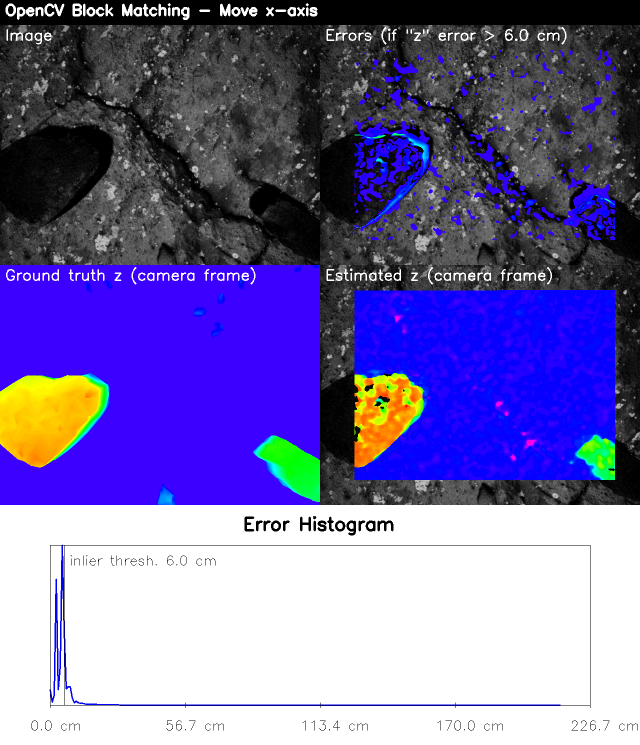 OpenCV Block Matching - Move x-axis
Image
Errors (if "z" error > 6.0 cm)
Ground truth z (camera frame)
Estimated z (camera frame)
Error Histogram
inlier thresh. 6.0 cm
0.0 cm
56.7 cm
113.4 cm
170.0 cm
226.7 cm